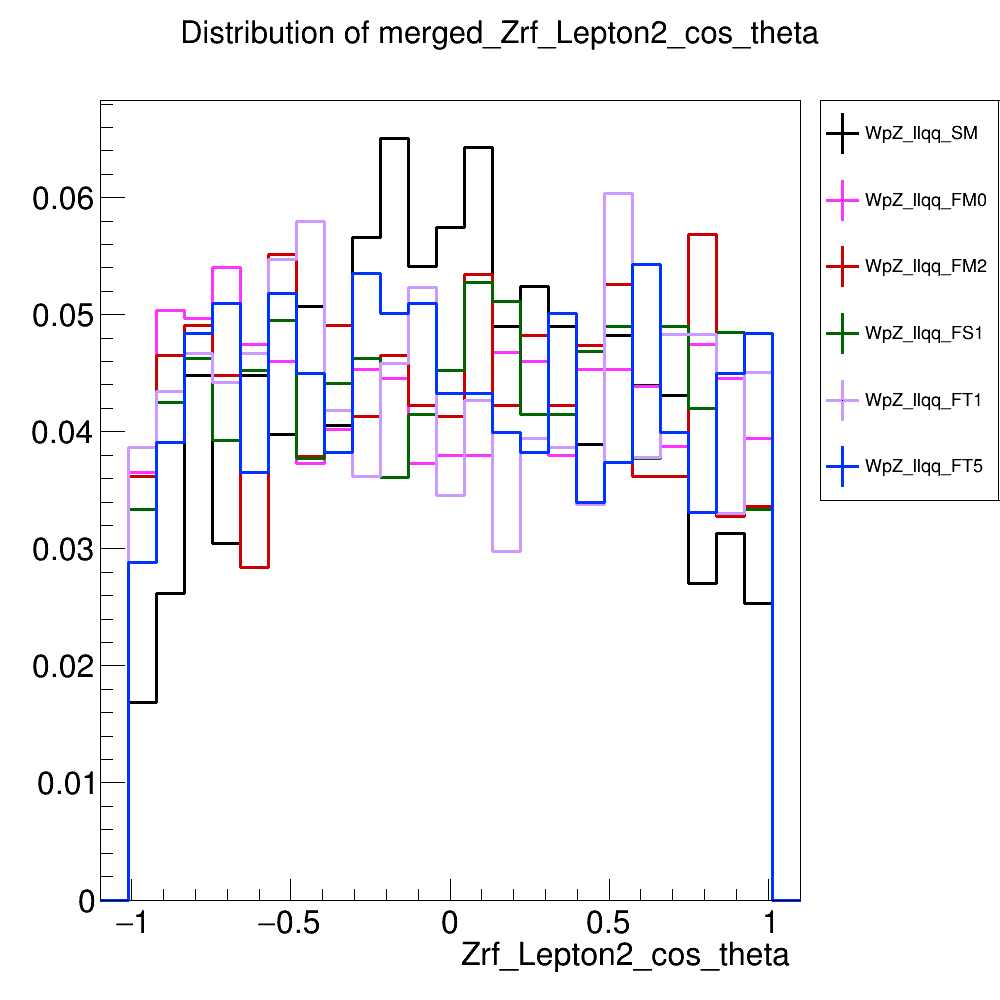 Distribution of merged_Zrf_Lepton2_cos_theta
WpZ_llqq_SM
WpZ_llqq_FM0
WpZ_llqq_FM2
WpZ_llqq_FS1
WpZ_llqq_FT1
WpZ_llqq_FT5
0.06
0.05
0.04
0.03
0.02
0.01
0
−1
−0.5
0
0.5
1
Zrf_Lepton2_cos_theta